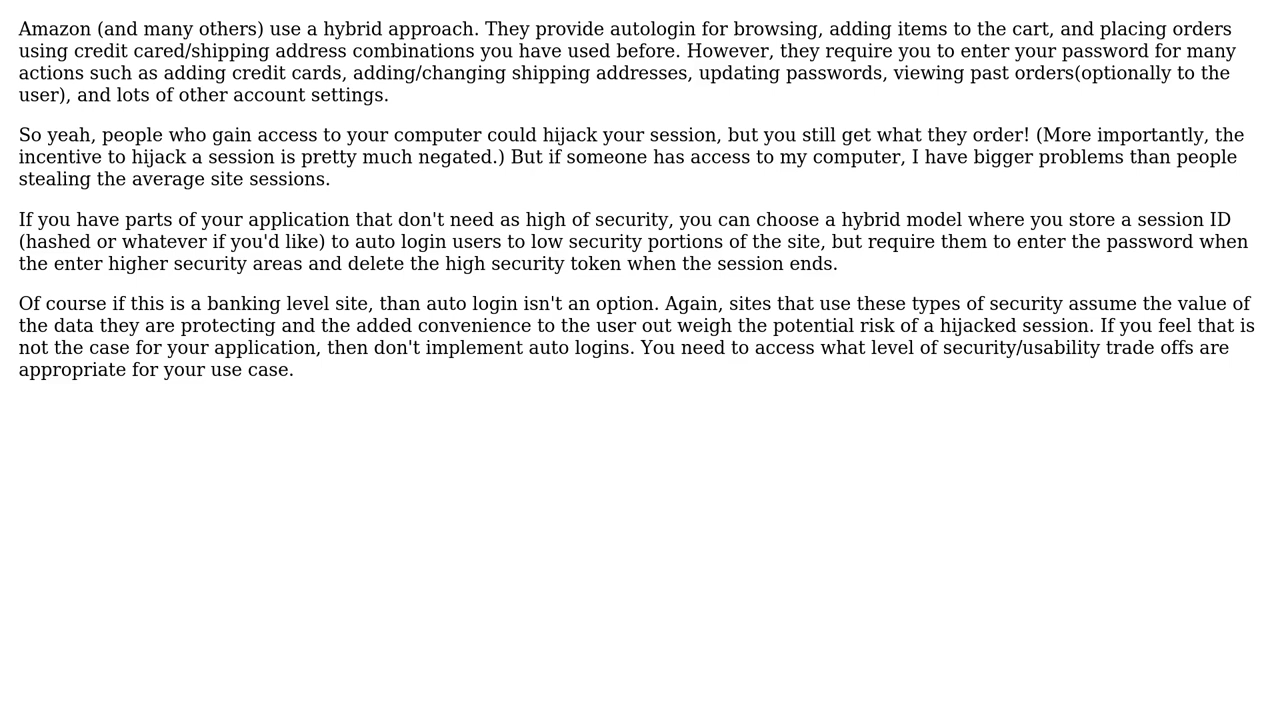 Amazon (and many others) use a hybrid approach. They provide autologin for browsing, adding items to the cart, and placing orders
using credit cared/shipping address combinations you have used before. However, they require you to enter your password for many
actions such as adding credit cards, adding/changing shipping addresses, updating passwords, viewing past orders(optionally to the
user), and lots of other account settings.
So yeah, people who gain access to your computer could hijack your session, but you still get what they order! (More importantly, the
incentive to hijack a session is pretty much negated.) But if someone has access to my computer, I have bigger problems than people
stealing the average site sessions.
If you have parts of your application that don't need as high of security, you can choose a hybrid model where you store a session ID
(hashed or whatever if you'd like) to auto login users to low security portions of the site, but require them to enter the password when
the enter higher security areas and delete the high security token when the session ends.
Of course if this is a banking level site, than auto login isn't an option. Again, sites that use these types of security assume the value of
the data they are protecting and the added convenience to the user out weigh the potential risk of a hijacked session. If you feel that is
not the case for your application, then don't implement auto logins. You need to access what level of security/usability trade offs are
appropriate for your use case.